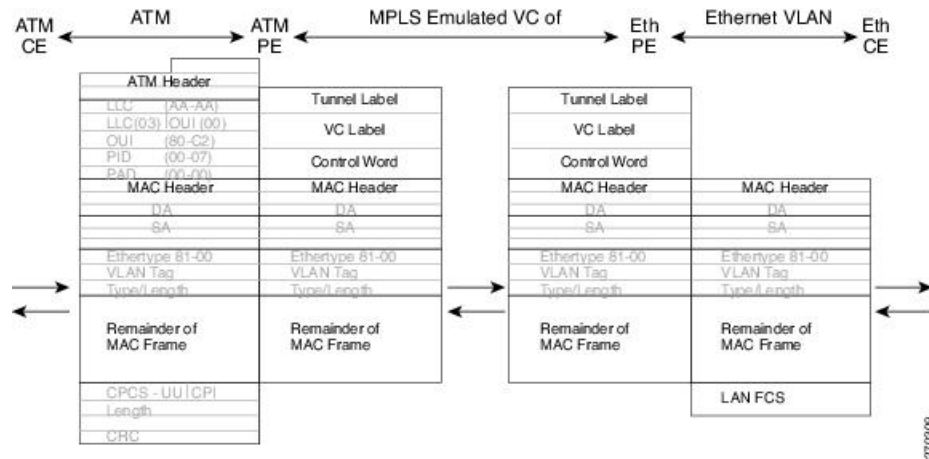 ATM CE
ATM
ATM PE
MPLS Emulated VC of
Eth PE
Ethernet VLAN
Eth CE
ATM Header
LLC (AA-AA)
LLC(03) OUI (00)
OUI (80-C2)
PID (00-07)
PAD (00-00)
MAC Header
DA
SA
Ethertype 81-00
VLAN Tag
Type/Length
Remainder of
MAC Frame
CPCS - UU CPI
Length
CRC
Tunnel Label
VC Label
Control Word
MAC Header
DA
SA
Ethertype 81-00
VLAN Tag
Type/Length
Remainder of
MAC Frame
Tunnel Label
VC Label
Control Word
MAC Header
DA
SA
Ethertype 81-00
VLAN Tag
Type/Length
Remainder of
MAC Frame
MAC Header
DA
SA
Ethertype 81-00
VLAN Tag
Type/Length
Remainder of
MAC Frame
LAN FCS